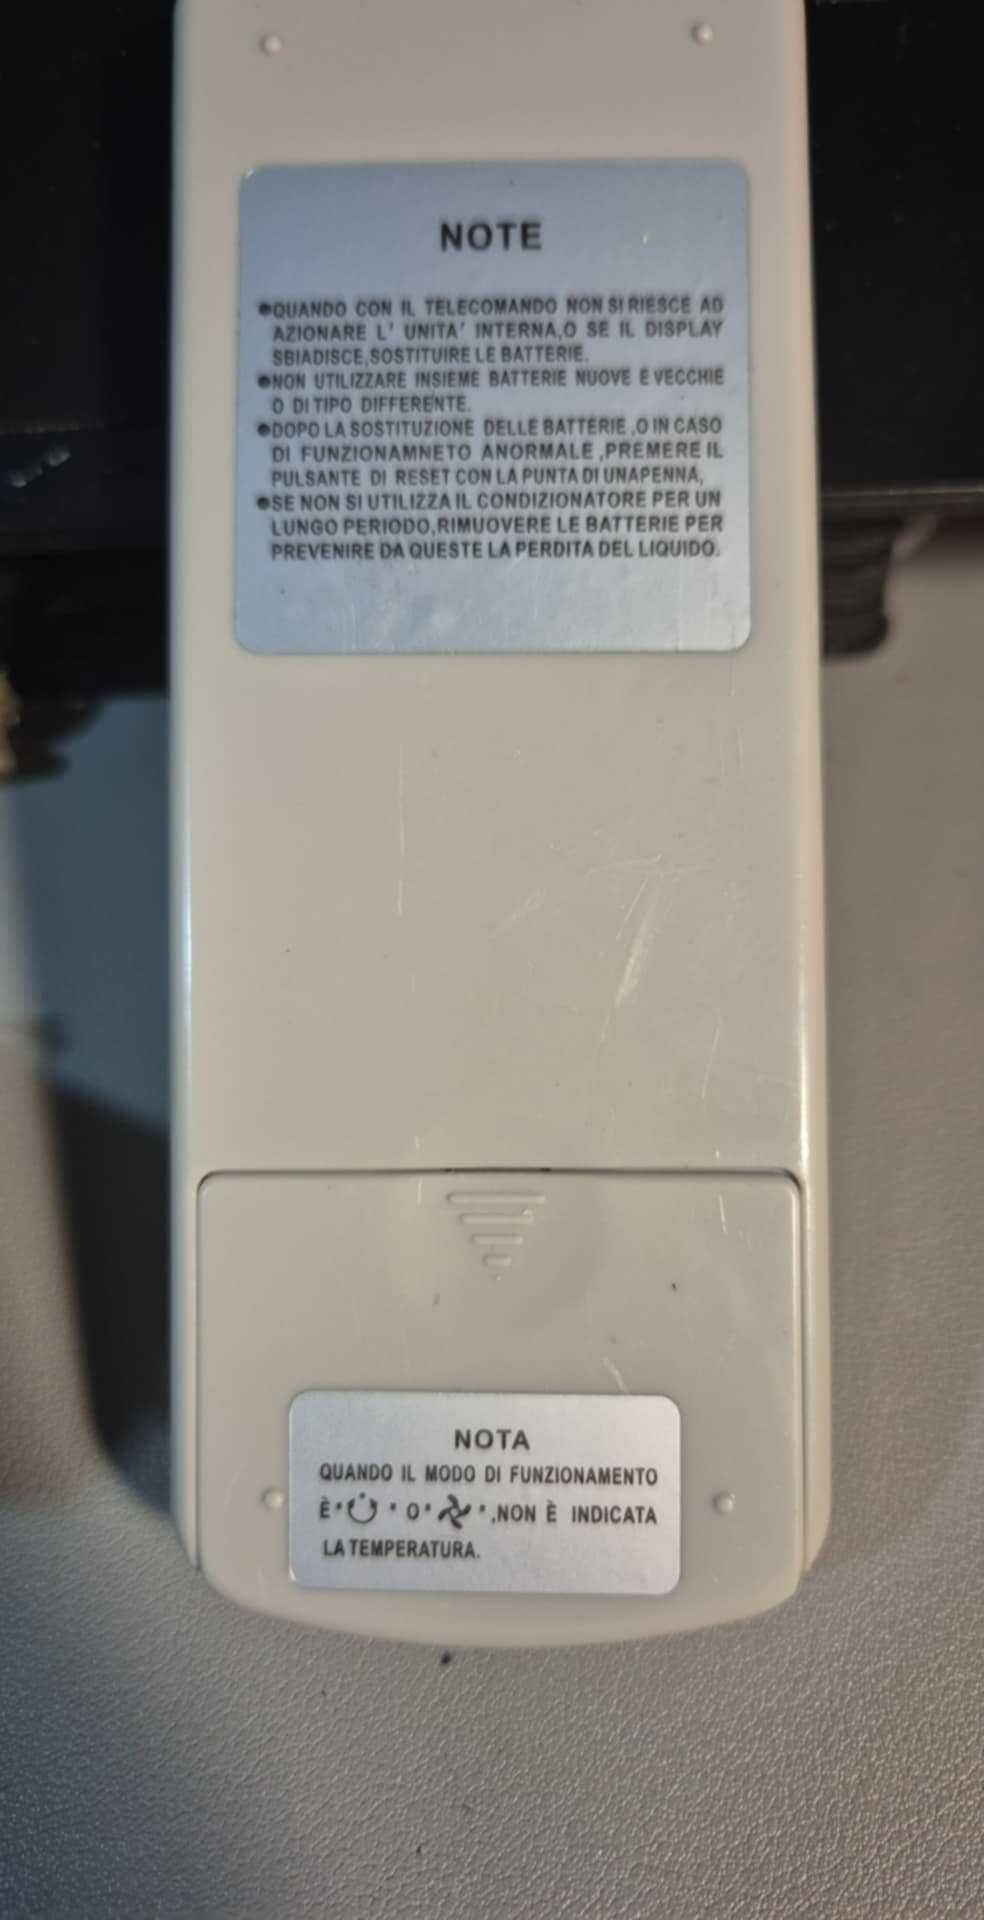 NOTE
●QUANDO CON IL TELECOMANDO NON SI RIESCE AD
AZIONARE L' UNITA' INTERNA,O SE IL DISPLAY
SBIADISCE,SOSTITUIRE LE BATTERIE.
●NON UTILIZZARE INSIEME BATTERIE NUOVE E VECCHIE
O DI TIPO DIFFERENTE.
●DOPO LA SOSTITUZIONE DELLE BATTERIE ,O IN CASO
DI FUNZIONAMNETO ANORMALE ,PREMERE IL
PULSANTE DI RESET CON LA PUNTA DI UNAPENNA,
●SE NON SI UTILIZZA IL CONDIZIONATORE PER UN
LUNGO PERIODO,RIMUOVERE LE BATTERIE PER
PREVENIRE DA QUESTE LA PERDITA DEL LIQUIDO.
NOTA
QUANDO IL MODO DI FUNZIONAMENTO
È " " O " ",NON È INDICATA
LA TEMPERATURA.